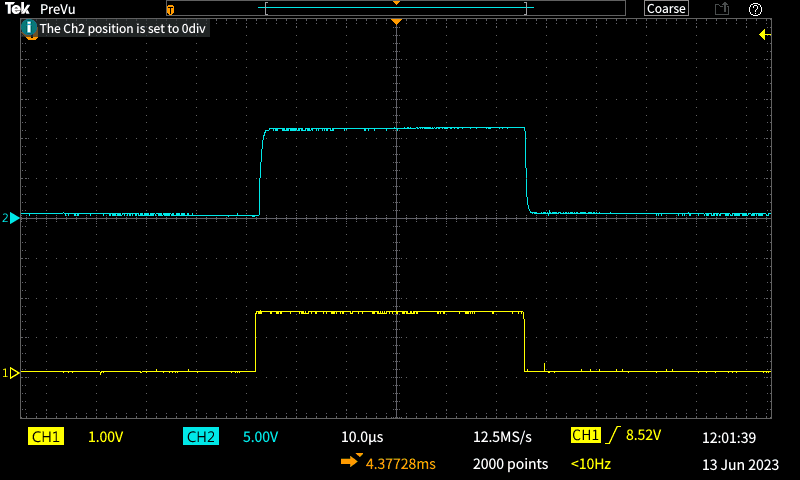 Tek PreVu T Coarse
i The Ch2 position is set to 0div
2
1
CH1 1.00V CH2 5.00V 10.0µs 12.5MS/s CH1 8.52V 12:01:39
4.37728ms 2000 points <10Hz 13 Jun 2023